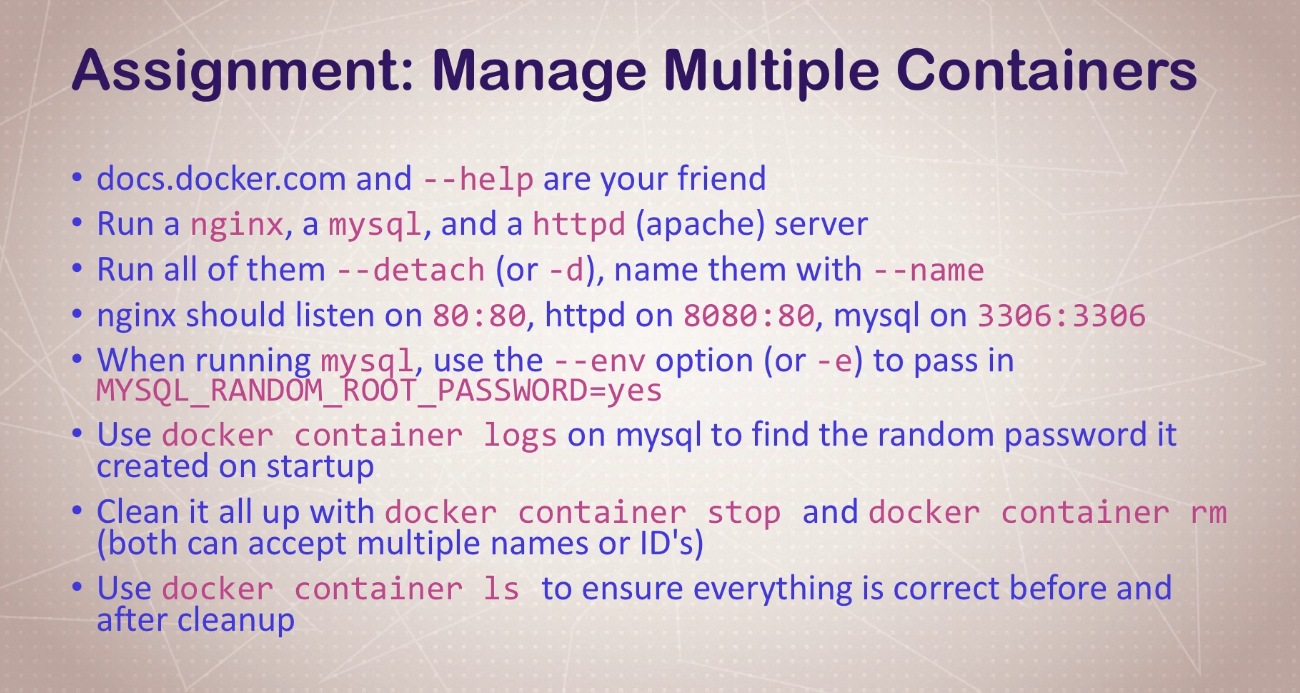 Assignment: Manage Multiple Containers
• docs.docker.com and --help are your friend
• Run a nginx, a mysql, and a httpd (apache) server
• Run all of them --detach (or -d), name them with --name
• nginx should listen on 80:80, httpd on 8080:80, mysql on 3306:3306
• When running mysql, use the --env option (or -e) to pass in
MYSQL_RANDOM_ROOT_PASSWORD=yes
• Use docker container logs on mysql to find the random password it
created on startup
• Clean it all up with docker container stop and docker container rm
(both can accept multiple names or ID's)
• Use docker container ls to ensure everything is correct before and
after cleanup